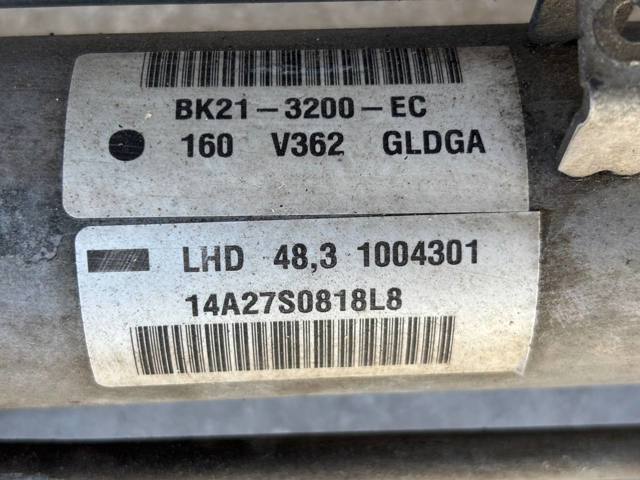 BK21-3200-EC
160 V362 GLDGA
LHD 48,3 1004301
14A27S0818L8